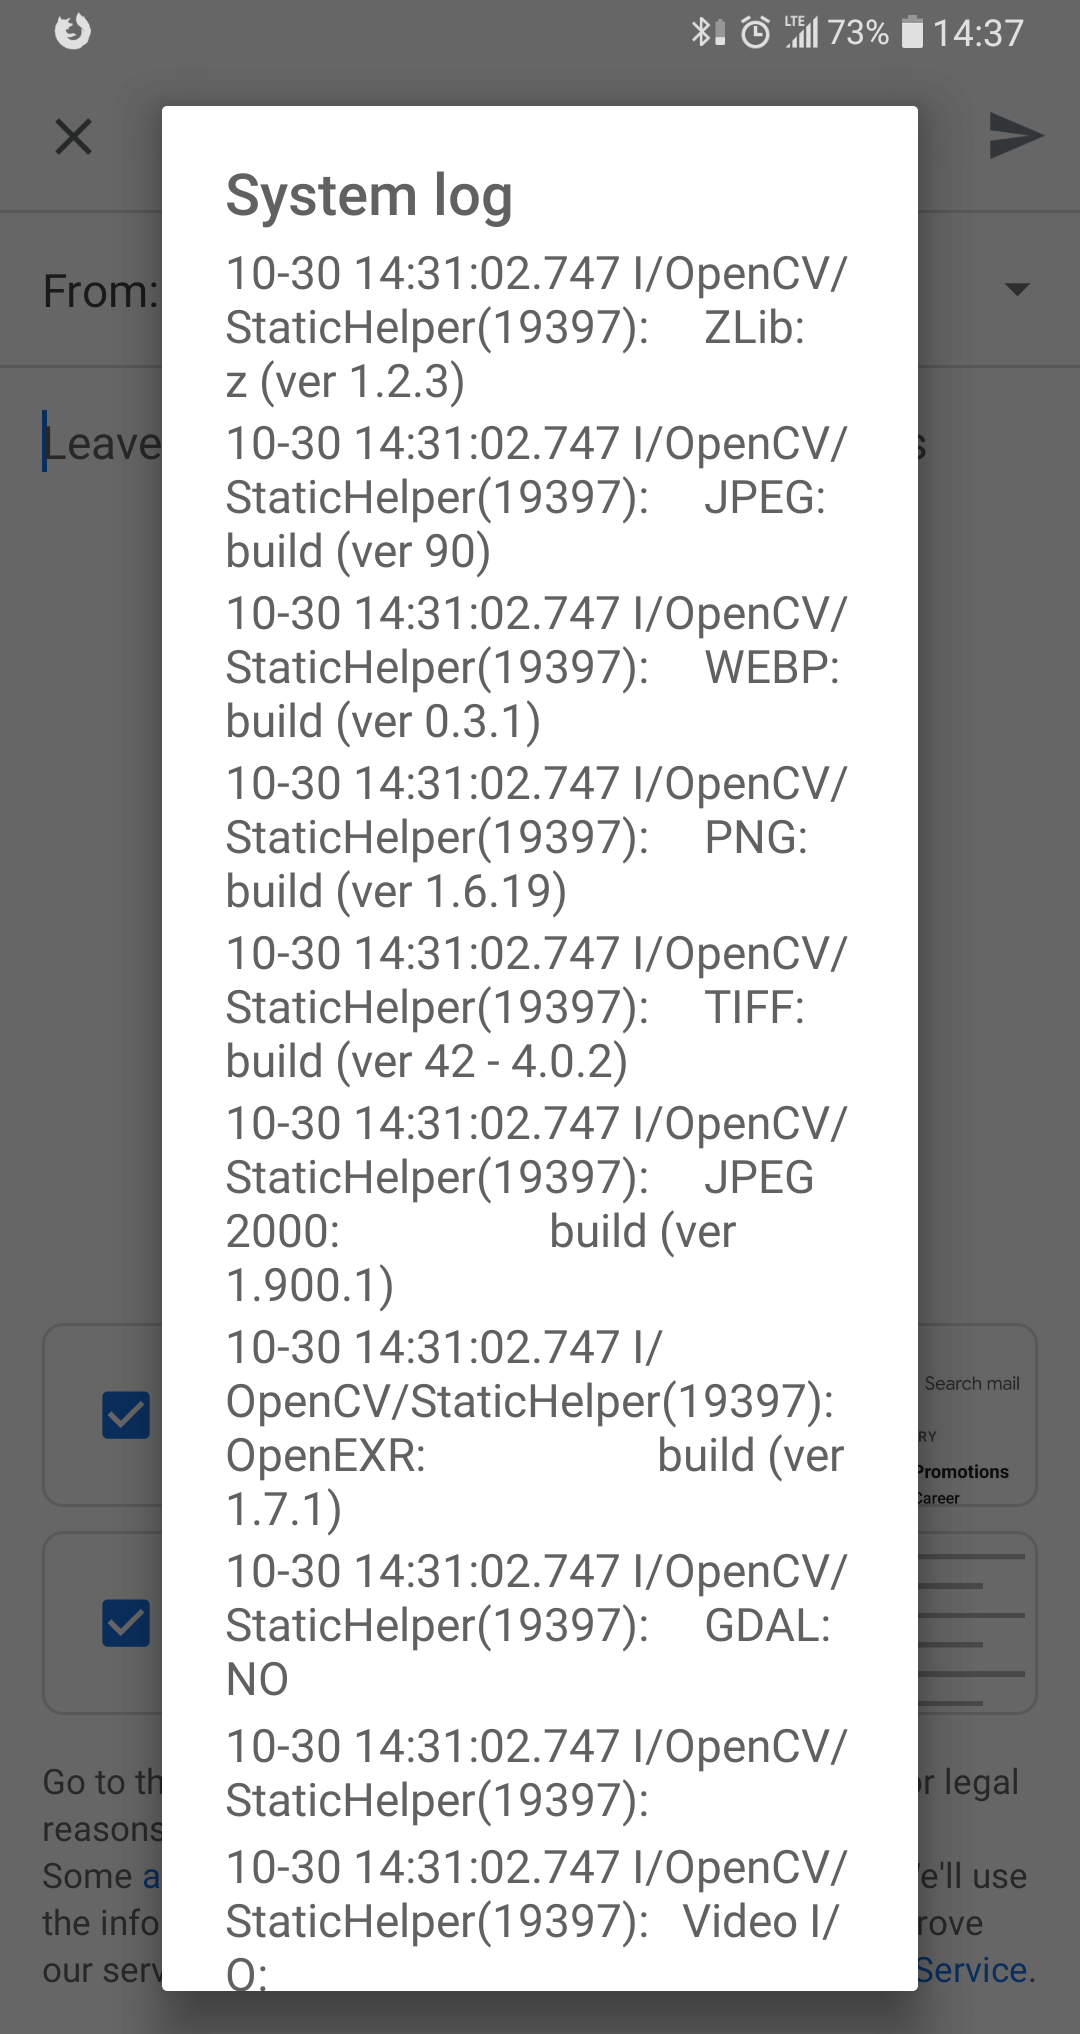 LTE 73% 14:37
System log
10-30 14:31:02.747 I/OpenCV/
StaticHelper(19397): ZLib:
z (ver 1.2.3)
10-30 14:31:02.747 I/OpenCV/
StaticHelper(19397): JPEG:
build (ver 90)
10-30 14:31:02.747 I/OpenCV/
StaticHelper(19397): WEBP:
build (ver 0.3.1)
10-30 14:31:02.747 I/OpenCV/
StaticHelper(19397): PNG:
build (ver 1.6.19)
10-30 14:31:02.747 I/OpenCV/
StaticHelper(19397): TIFF:
build (ver 42 - 4.0.2)
10-30 14:31:02.747 I/OpenCV/
StaticHelper(19397): JPEG
2000: build (ver
1.900.1)
10-30 14:31:02.747 I/
OpenCV/StaticHelper(19397):
OpenEXR: build (ver
1.7.1)
10-30 14:31:02.747 I/OpenCV/
StaticHelper(19397): GDAL:
NO
10-30 14:31:02.747 I/OpenCV/
StaticHelper(19397):
10-30 14:31:02.747 I/OpenCV/
StaticHelper(19397): Video I/
O:
From:
Leave
Search mail
Promotions
Career
Go to legal
reasons
Some use
the
our Service.